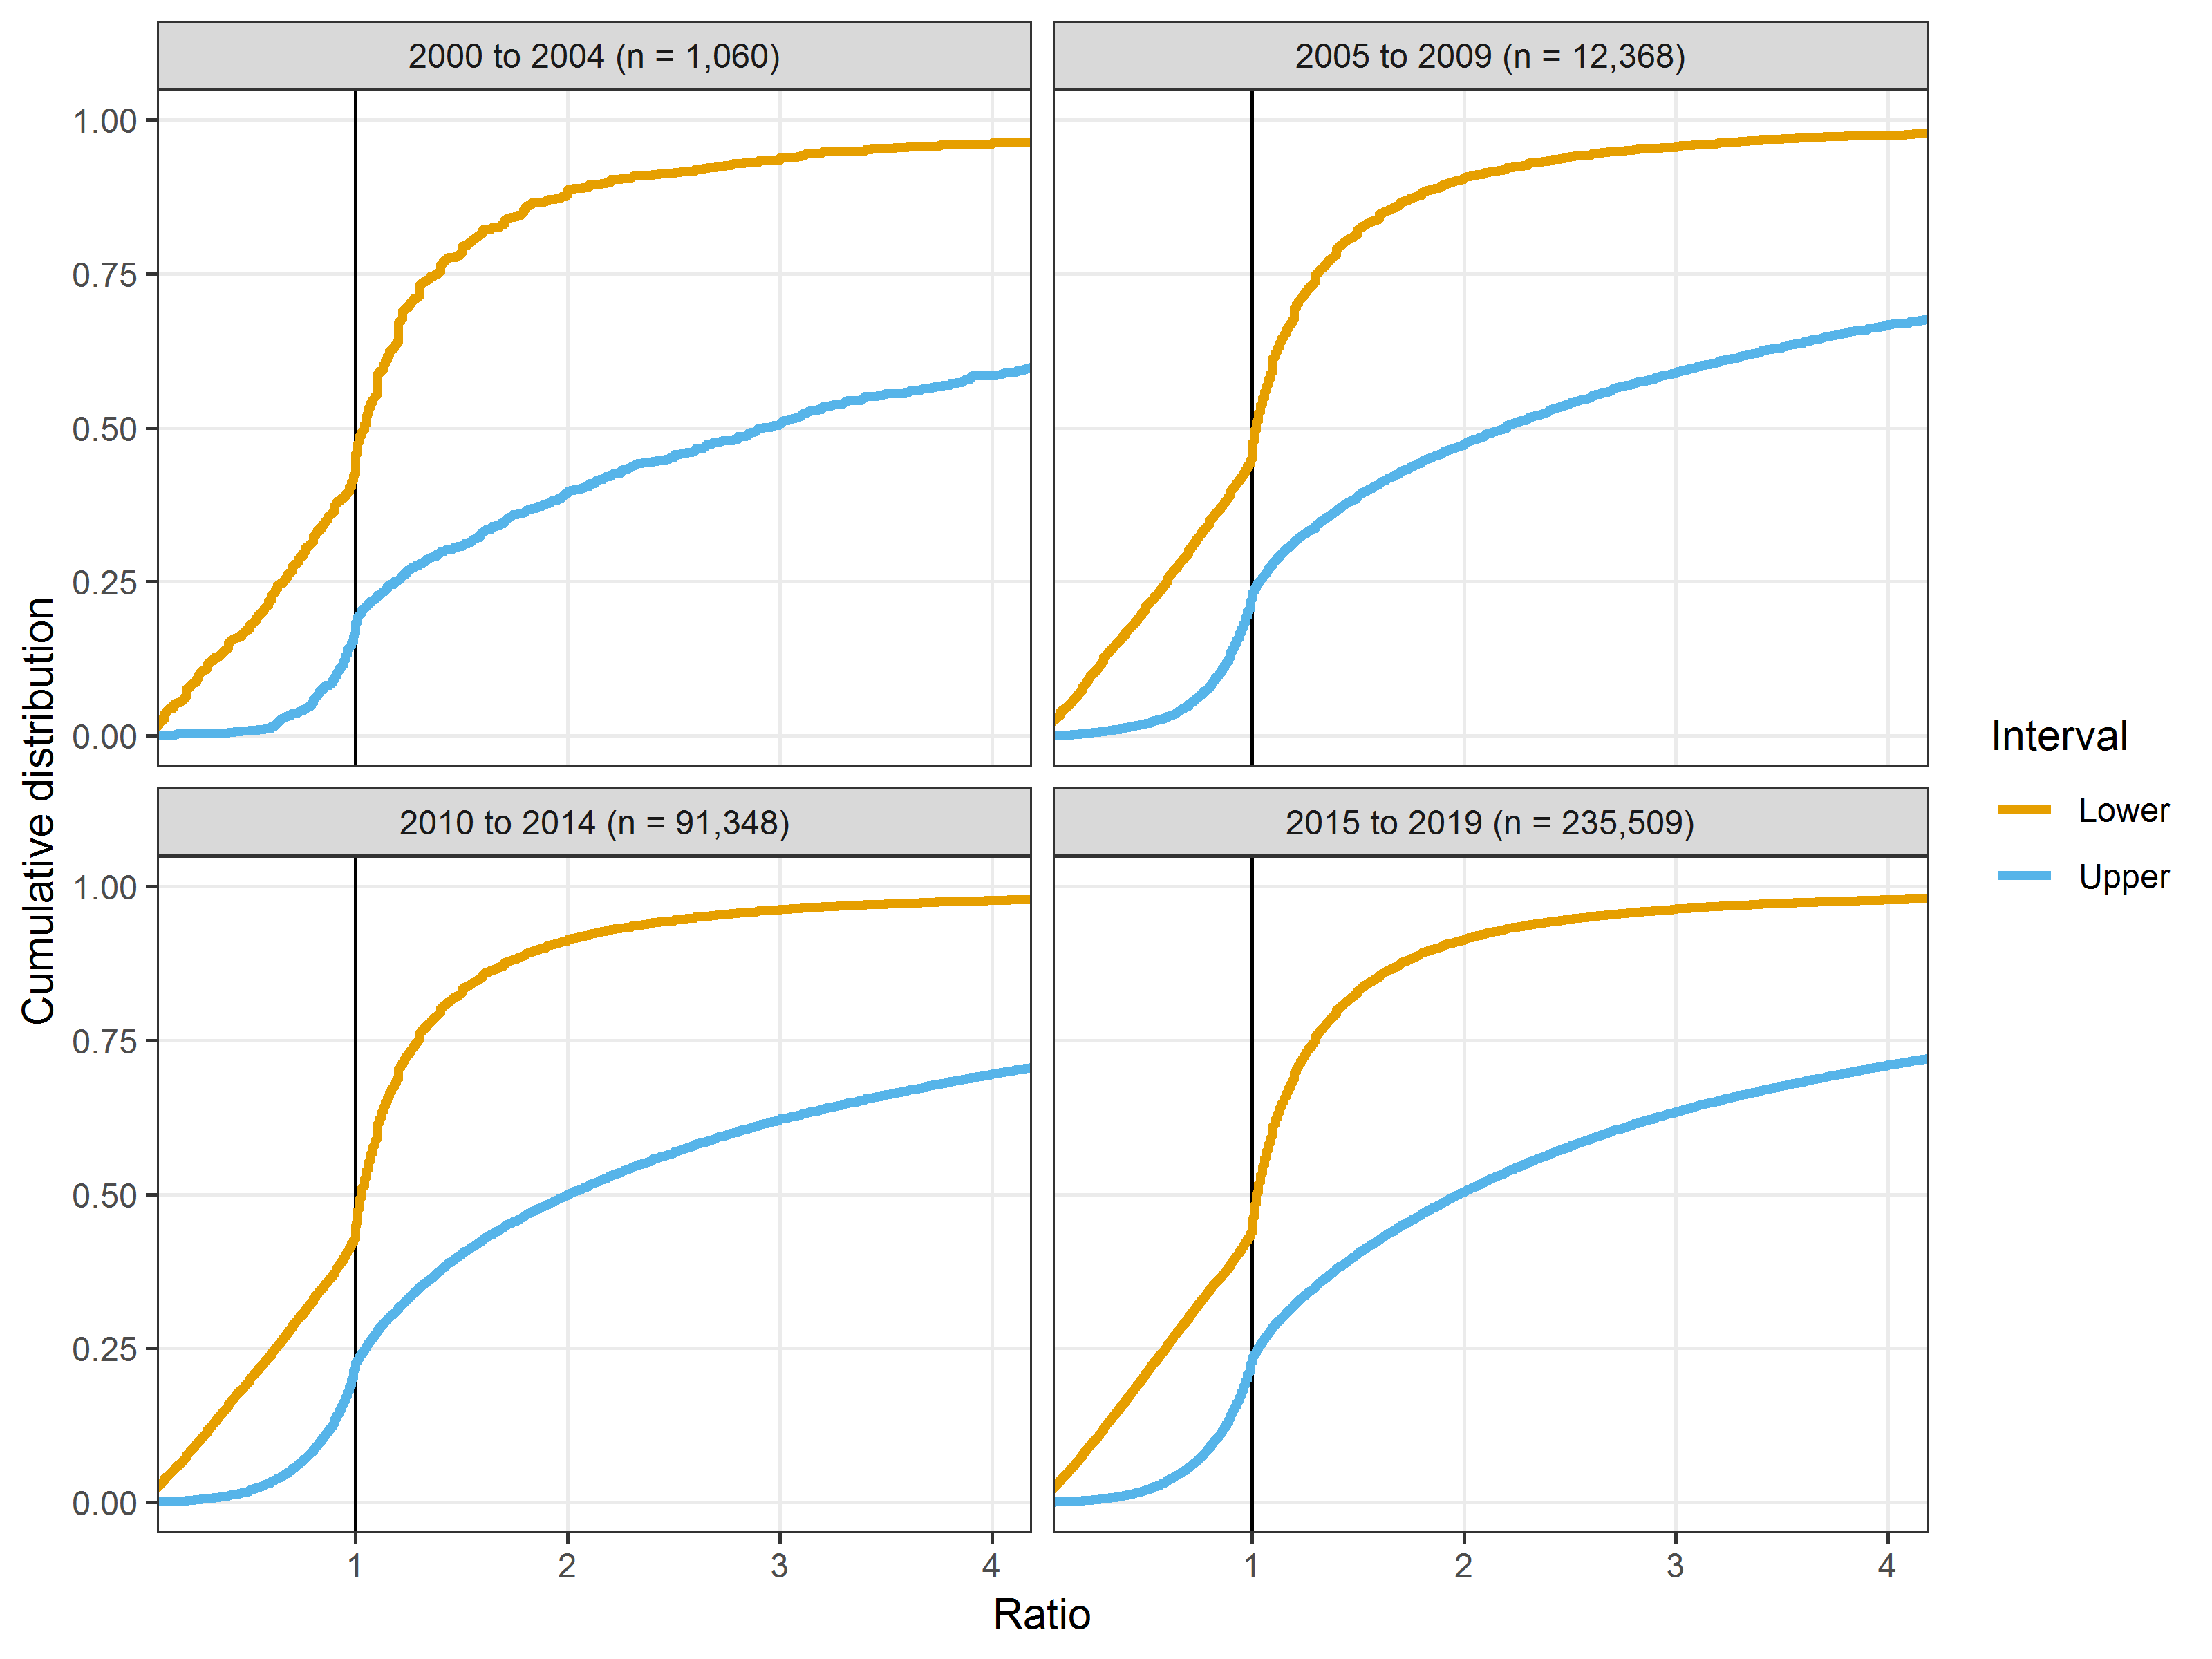 2000 to 2004 (n = 1,060)
2005 to 2009 (n = 12,368)
1.00
0.75
0.50
0.25
0.00
2010 to 2014 (n = 91,348)
2015 to 2019 (n = 235,509)
1.00
0.75
0.50
0.25
0.00
1
2
3
4
1
2
3
4
Ratio
Cumulative distribution
Interval
Lower
Upper